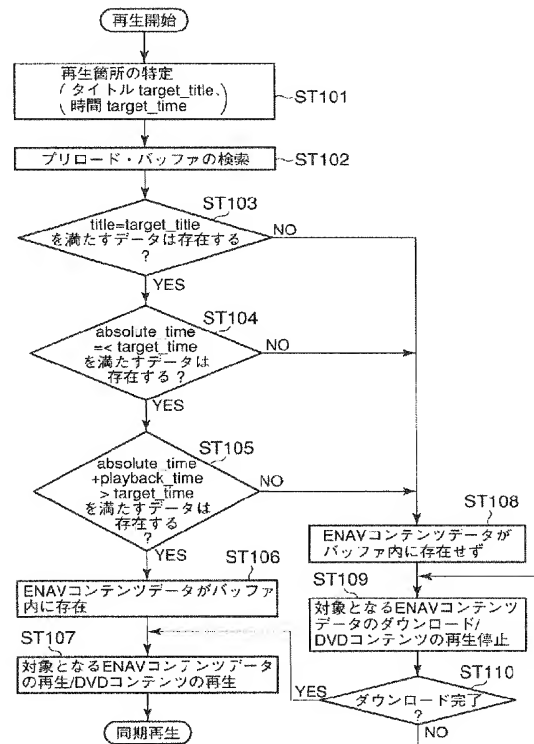 再生開始
再生箇所の特定
( タイトル target_title、 )
( 時間 target_time )
ST101
プリロード・バッファの検索
ST102
ST103
title=target_title
を満たすデータは存在する
?
NO
YES
ST104
absolute_time
=< target_time
を満たすデータは
存在する ?
NO
YES
ST105
absolute_time
+playback_time
> target_time
を満たすデータは
存在する
?
NO
YES
ST106
ENAVコンテンツデータがバッファ
内に存在
ST107
対象となるENAVコンテンツデータ
の再生/DVDコンテンツの再生
同期再生
ST108
ENAVコンテンツデータが
バッファ内に存在せず
ST109
対象となるENAVコンテンツ
データのダウンロード/
DVDコンテンツの再生停止
ST110
ダウンロード完了
?
YES
NO